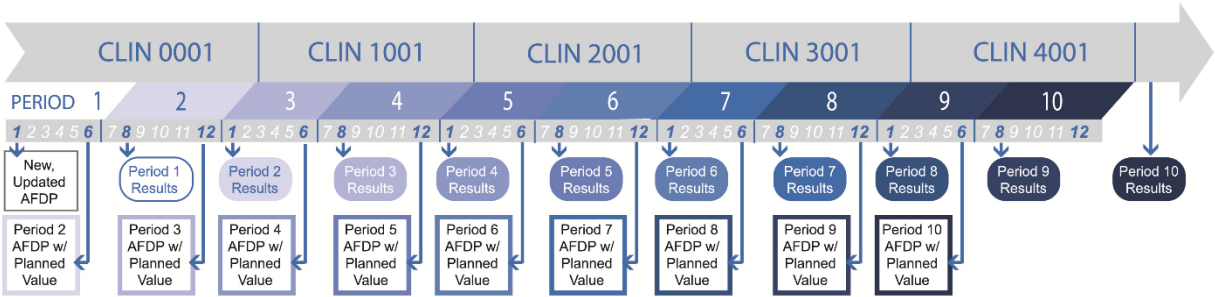 CLIN 0001 CLIN 1001 CLIN 2001 CLIN 3001 CLIN 4001
PERIOD 1 2 3 4 5 6 7 8 9 10
1 2 3 4 5 6 7 8 9 10 11 12 1 2 3 4 5 6 7 8 9 10 11 12 1 2 3 4 5 6 7 8 9 10 11 12 1 2 3 4 5 6 7 8 9 10 11 12 1 2 3 4 5 6 7 8 9 10 11 12
New,
Updated
AFDP
Period 1
Results
Period 2
Results
Period 3
Results
Period 4
Results
Period 5
Results
Period 6
Results
Period 7
Results
Period 8
Results
Period 9
Results
Period 10
Results
Period 2
AFDP w/
Planned
Value
Period 3
AFDP w/
Planned
Value
Period 4
AFDP w/
Planned
Value
Period 5
AFDP w/
Planned
Value
Period 6
AFDP w/
Planned
Value
Period 7
AFDP w/
Planned
Value
Period 8
AFDP w/
Planned
Value
Period 9
AFDP w/
Planned
Value
Period 10
AFDP w/
Planned
Value